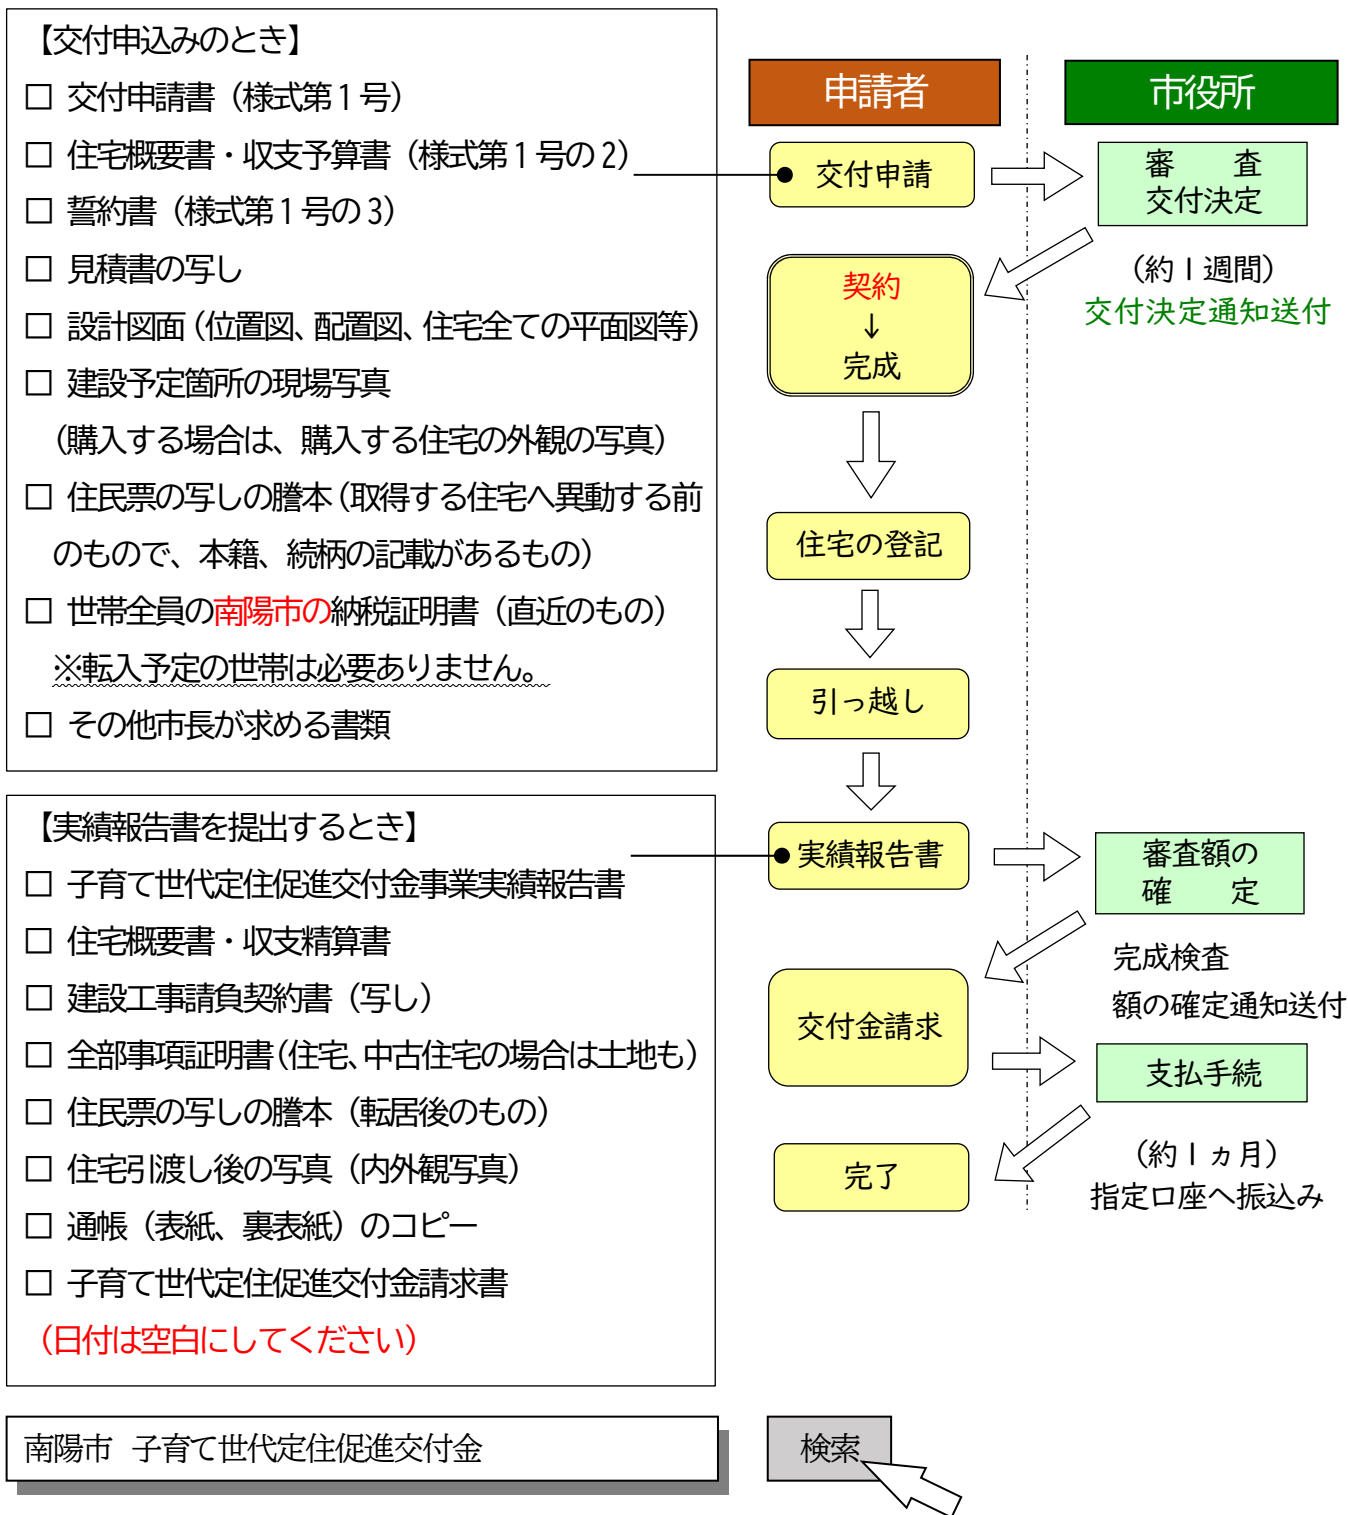 【交付申込みのとき】
□ 交付申請書（様式第1号）
□ 住宅概要書・収支予算書（様式第1号の2）
□ 誓約書（様式第1号の3）
□ 見積書の写し
□ 設計図面（位置図、配置図、住宅全ての平面図等）
□ 建設予定箇所の現場写真
（購入する場合は、購入する住宅の外観の写真）
□ 住民票の写しの謄本（取得する住宅へ異動する前
のもので、本籍、続柄の記載があるもの）
□ 世帯全員の南陽市の納税証明書（直近のもの）
※転入予定の世帯は必要ありません。
□ その他市長が求める書類
【実績報告書を提出するとき】
□ 子育て世代定住促進交付金事業実績報告書
□ 住宅概要書・収支精算書
□ 建設工事請負契約書（写し）
□ 全部事項証明書（住宅、中古住宅の場合は土地も）
□ 住民票の写しの謄本（転居後のもの）
□ 住宅引渡し後の写真（内外観写真）
□ 通帳（表紙、裏表紙）のコピー
□ 子育て世代定住促進交付金請求書
（日付は空白にしてください）
申請者
市役所
交付申請
審　査
交付決定
（約1週間）
交付決定通知送付
契約
↓
完成
住宅の登記
引っ越し
実績報告書
審査額の
確　定
完成検査
額の確定通知送付
交付金請求
支払手続
（約1ヵ月）
指定口座へ振込み
完了
南陽市 子育て世代定住促進交付金
検索